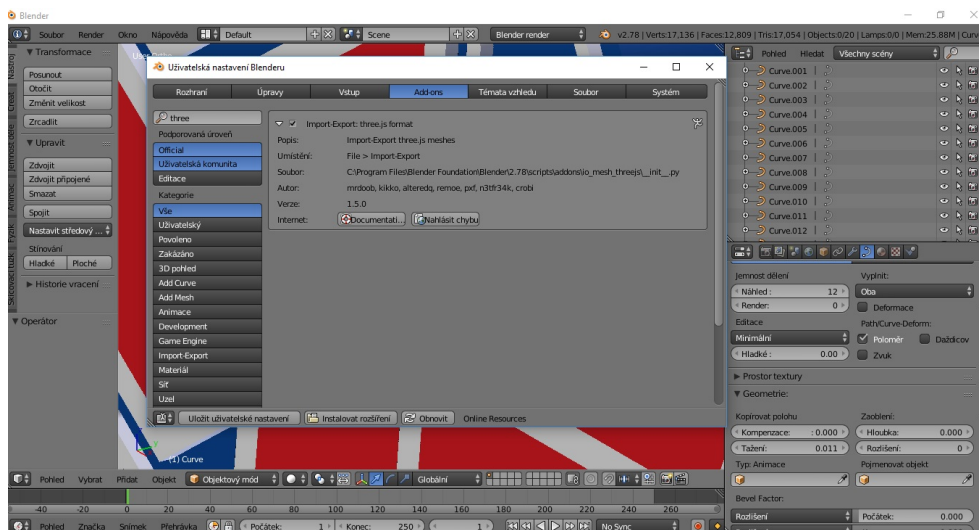 Blender
Soubor Render Okno Nápověda Default Scene Blender render v2.78 | Verts:17,136 | Faces:12,809 | Tris:17,054 | Objects:0/20 | Lamps:0/0 | Mem:25.88M | Curv
Transformace
Posunout
Otočit
Změnit velikost
Zrcadlit
Upravit
Zdvojit
Zdvojit připojené
Smazat
Spojit
Nastavit středový ...
Stínování
Hladké Ploché
Historie vracení
Operátor
Uživatelská nastavení Blenderu
Rozhraní Úpravy Vstup Add-ons Témata vzhledu Soubor Systém
three
Podporovaná úroveň
Official
Uživatelská komunita
Editace
Kategorie
Vše
Uživatelský
Povoleno
Zakázáno
3D pohled
Add Curve
Add Mesh
Animace
Development
Game Engine
Import-Export
Materiál
Síť
Uzel
Import-Export: three.js format
Popis: Import-Export three.js meshes
Umístění: File > Import-Export
Soubor: C:\Program Files\Blender Foundation\Blender\2.78\scripts\addons\io_mesh_threejs\__init__.py
Autor: mrdoob, kikko, alteredq, remoe, pxf, n3tfr34k, crobi
Verze: 1.5.0
Internet: Documentati... Nahlásit chybu
Uložit uživatelské nastavení Instalovat rozšíření Obnovit Online Resources
Pohled Hledat Všechny scény
Curve.001
Curve.002
Curve.003
Curve.004
Curve.005
Curve.006
Curve.007
Curve.008
Curve.009
Curve.010
Curve.011
Curve.012
Jemnost dělení Vyplnit:
Náhled : 12 Oba
Render: 0 Deformace
Editace Path/Curve-Deform:
Minimální Poloměr Daždicov
Hladké : 0.00 Zvuk
Prostor textury
Geometrie:
Kopírovat polohu Zaoblení:
Kompenzace: : 0.000 Hloubka: 0.000
Tažení: 0.011 Rozlišení: 0
Typ: Animace Pojmenovat objekt
Bevel Factor:
Rozlišení Počátek: 0.000
(1) Curve
Pohled Vybrat Přidat Objekt Objektový mód Globální
-40 -20 0 20 40 60 80 100 120 140 160 180 200 220 240 260
Pohled Značka Snímek Přehrávka Počátek: 1 Konec: 250 1 No Sync